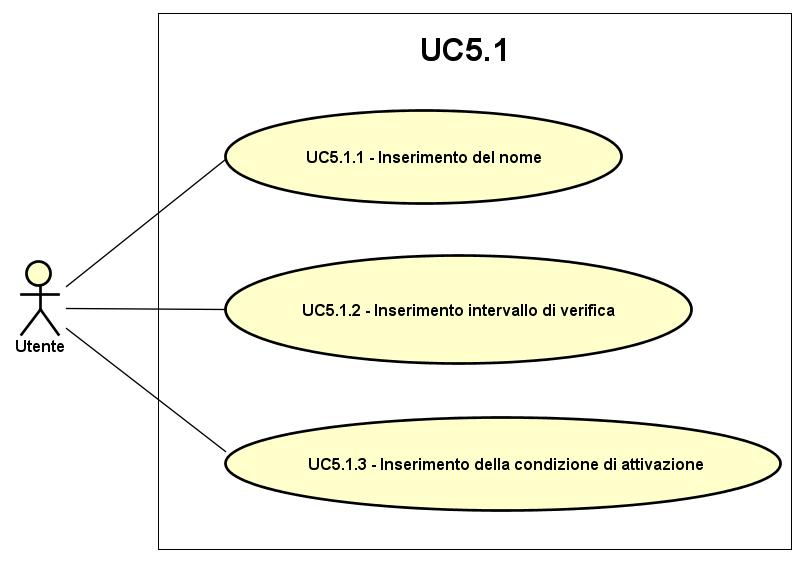 UC5.1
UC5.1.1 - Inserimento del nome
UC5.1.2 - Inserimento intervallo di verifica
Utente
UC5.1.3 - Inserimento della condizione di attivazione